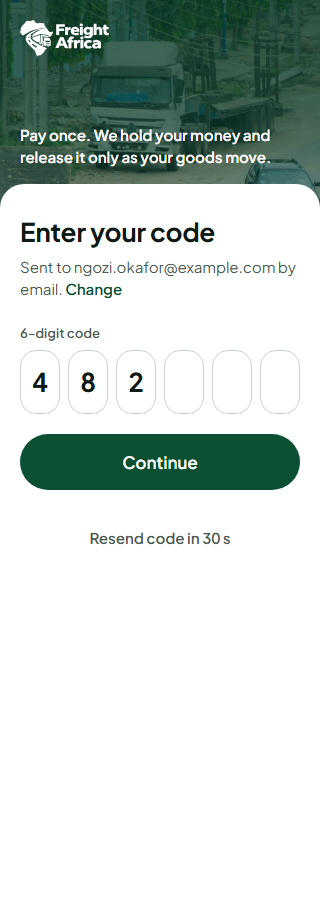 Freight
Africa
Pay once. We hold your money and
release it only as your goods move.
Enter your code
Sent to ngozi.okafor@example.com by
email. Change
6-digit code
4 8 2
Continue
Resend code in 30 s